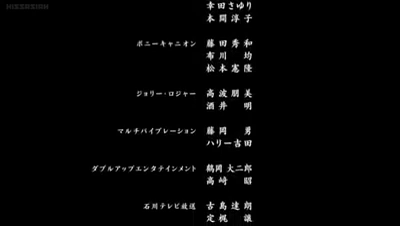 幸田さゆり
本間淳子
ポニーキャニオン 藤田秀和
布川 均
松本憲隆
ジョリー・ロジャー 高波朋美
酒井 明
マルチバイブレーション 藤岡 勇
ハリー吉田
ダブルアップエンタテインメント 鶴岡大二郎
高崎 昭
石川テレビ放送 古島達朗
定梶 譲